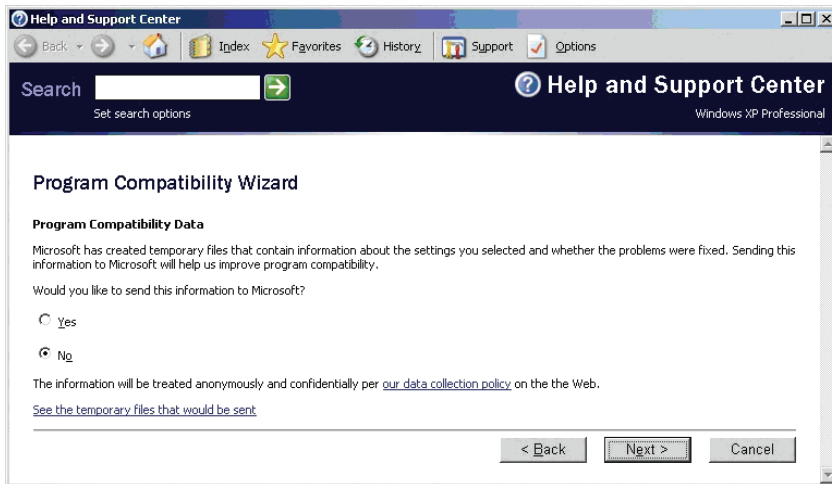 Help and Support Center
Back Index Favorites History Support Options
Search Help and Support Center
Set search options Windows XP Professional
Program Compatibility Wizard
Program Compatibility Data
Microsoft has created temporary files that contain information about the settings you selected and whether the problems were fixed. Sending this
information to Microsoft will help us improve program compatibility.
Would you like to send this information to Microsoft?
Yes
No
The information will be treated anonymously and confidentially per our data collection policy on the the Web.
See the temporary files that would be sent
< Back Next > Cancel